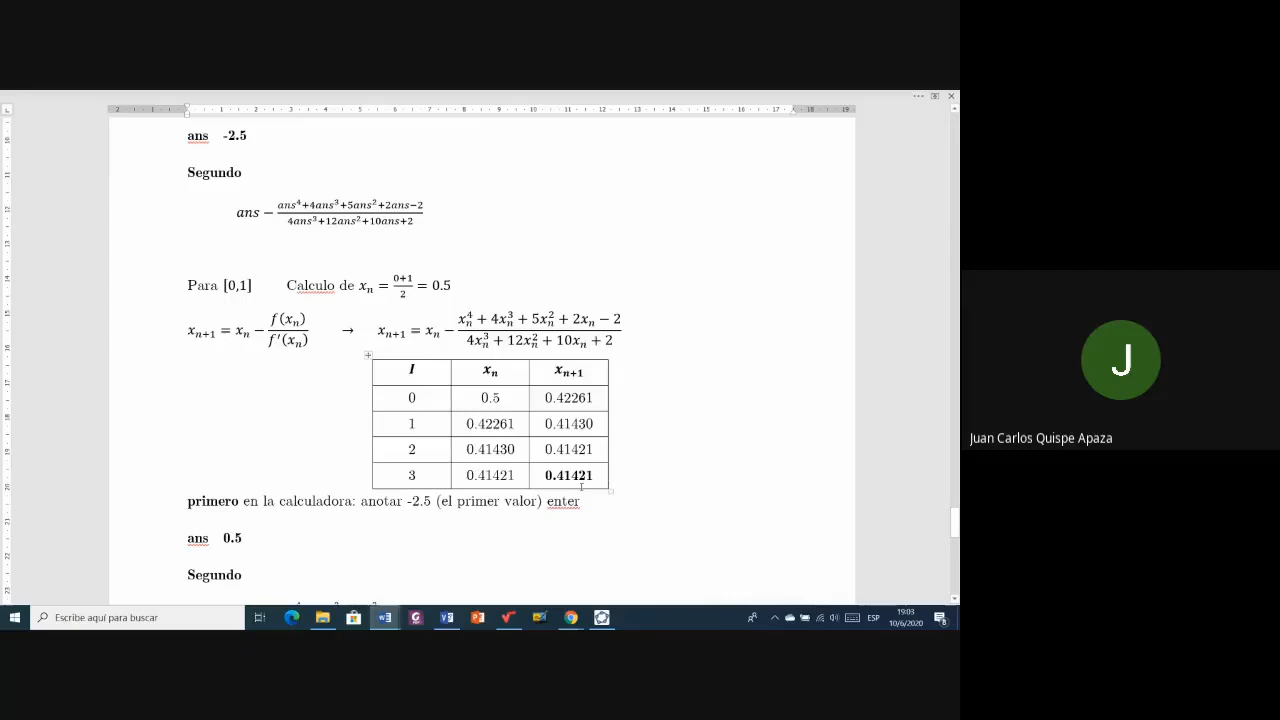 ans -2.5
Segundo
ans − (ans⁴+4ans³+5ans²+2ans−2)/(4ans³+12ans²+10ans+2)
Para [0,1] Calculo de xₙ = (0+1)/2 = 0.5
xₙ₊₁ = xₙ − f(xₙ)/f′(xₙ) → xₙ₊₁ = xₙ − (xₙ⁴ + 4xₙ³ + 5xₙ² + 2xₙ − 2)/(4xₙ³ + 12xₙ² + 10xₙ + 2)
I xₙ xₙ₊₁
0 0.5 0.42261
1 0.42261 0.41430
2 0.41430 0.41421
3 0.41421 0.41421
primero en la calculadora: anotar -2.5 (el primer valor) enter
ans 0.5
Segundo
J
Juan Carlos Quispe Apaza
Escribe aquí para buscar
ESP
19:03
10/6/2020